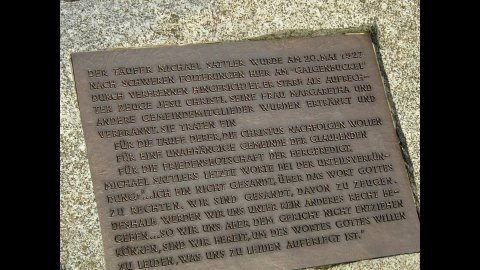 DER TÄUFER MICHAEL SATTLER WURDE AM 20. MAI 1527
NACH SCHWEREN FOLTERUNGEN HIER AM "GALGENBUCKEL"
DURCH VERBRENNEN HINGERICHTET. ER STARB ALS AUFRECH-
TER ZEUGE JESU CHRISTI. SEINE FRAU MARGARETHA UND
ANDERE GEMEINDEMITGLIEDER WURDEN ERTRÄNKT UND
VERBRANNT. SIE TRATEN EIN
FÜR DIE TAUFE DERER, DIE CHRISTUS NACHFOLGEN WOLLEN
FÜR EINE UNABHÄNGIGE GEMEINDE DER GLAUBENDEN
FÜR DIE FRIEDENSBOTSCHAFT DER BERGPREDIGT.
MICHAEL SATTLERS LETZTE WORTE BEI DER URTEILSVERKÜN-
DUNG: "...ICH BIN NICHT GESANDT, ÜBER DAS WORT GOTTES
ZU RECHTEN. WIR SIND GESANDT, DAVON ZU ZEUGEN.
DESHALB WERDEN WIR UNS UNTER KEIN ANDERES RECHT BE-
GEBEN....SO WIR UNS ABER DEM GERICHT NICHT ENTZIEHEN
KÖNNEN, SIND WIR BEREIT, UM DES WORTES GOTTES WILLEN
ZU LEIDEN, WAS UNS ZU LEIDEN AUFERLEGT IST."